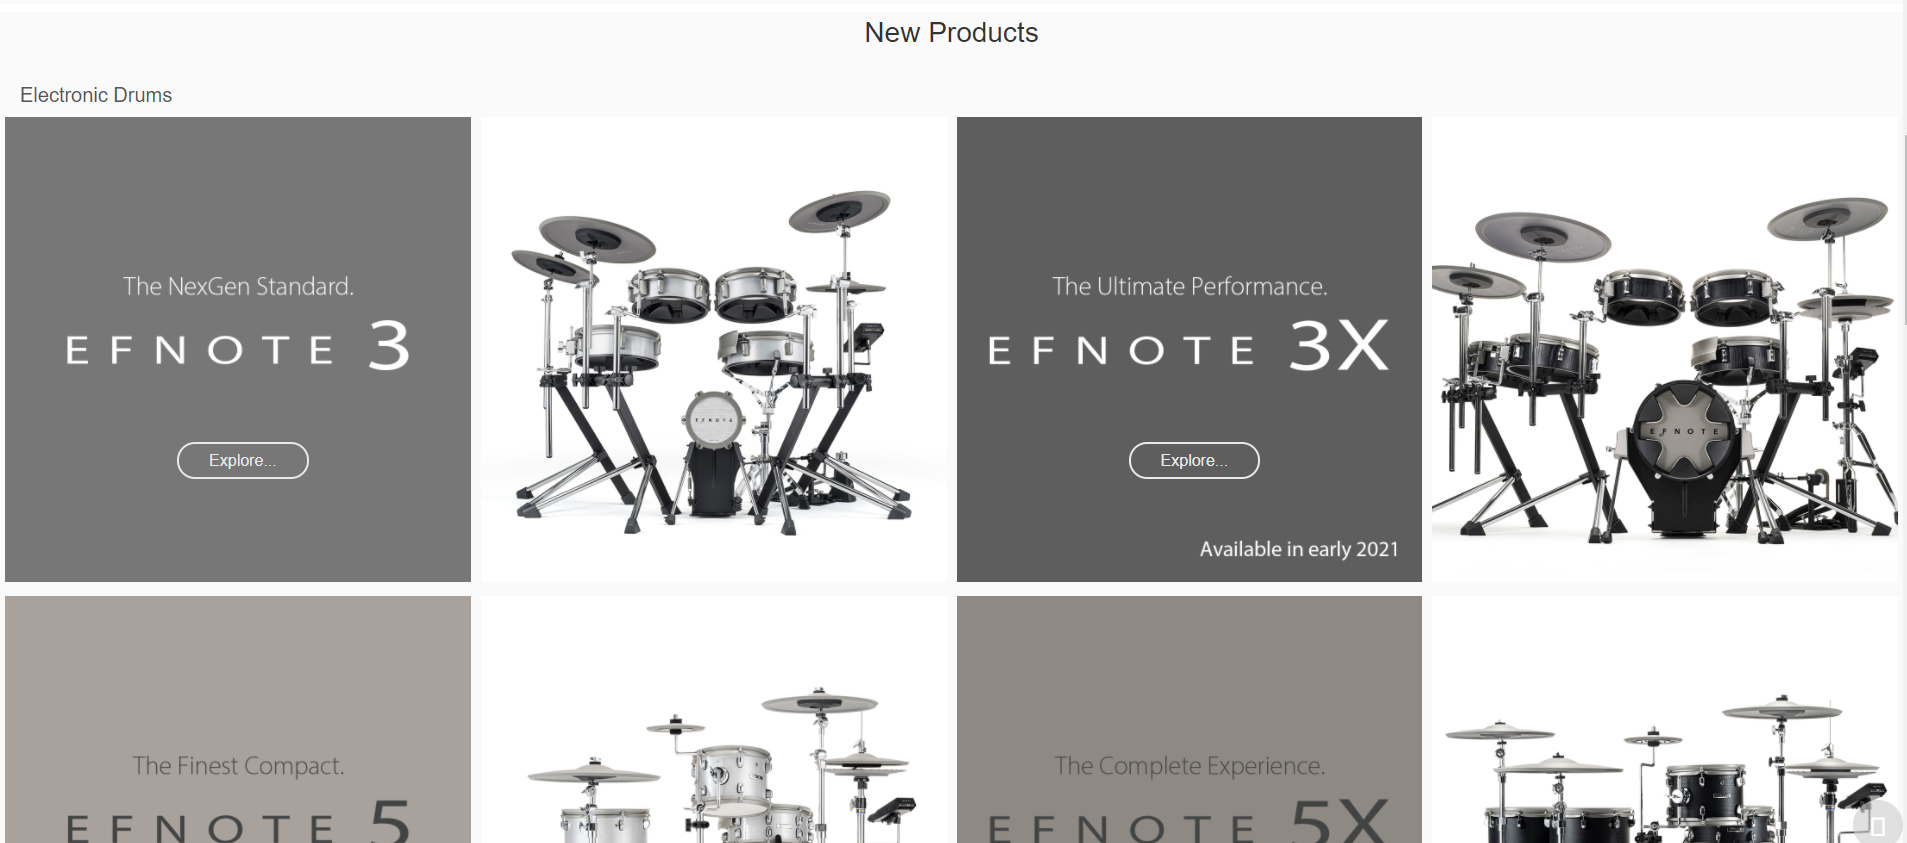 New Products
Electronic Drums
The NexGen Standard.
EFNOTE 3
Explore...
EFNOTE
The Ultimate Performance.
EFNOTE 3X
Explore...
Available in early 2021
EFNOTE
The Finest Compact.
EFNOTE 5
The Complete Experience.
EFNOTE 5X